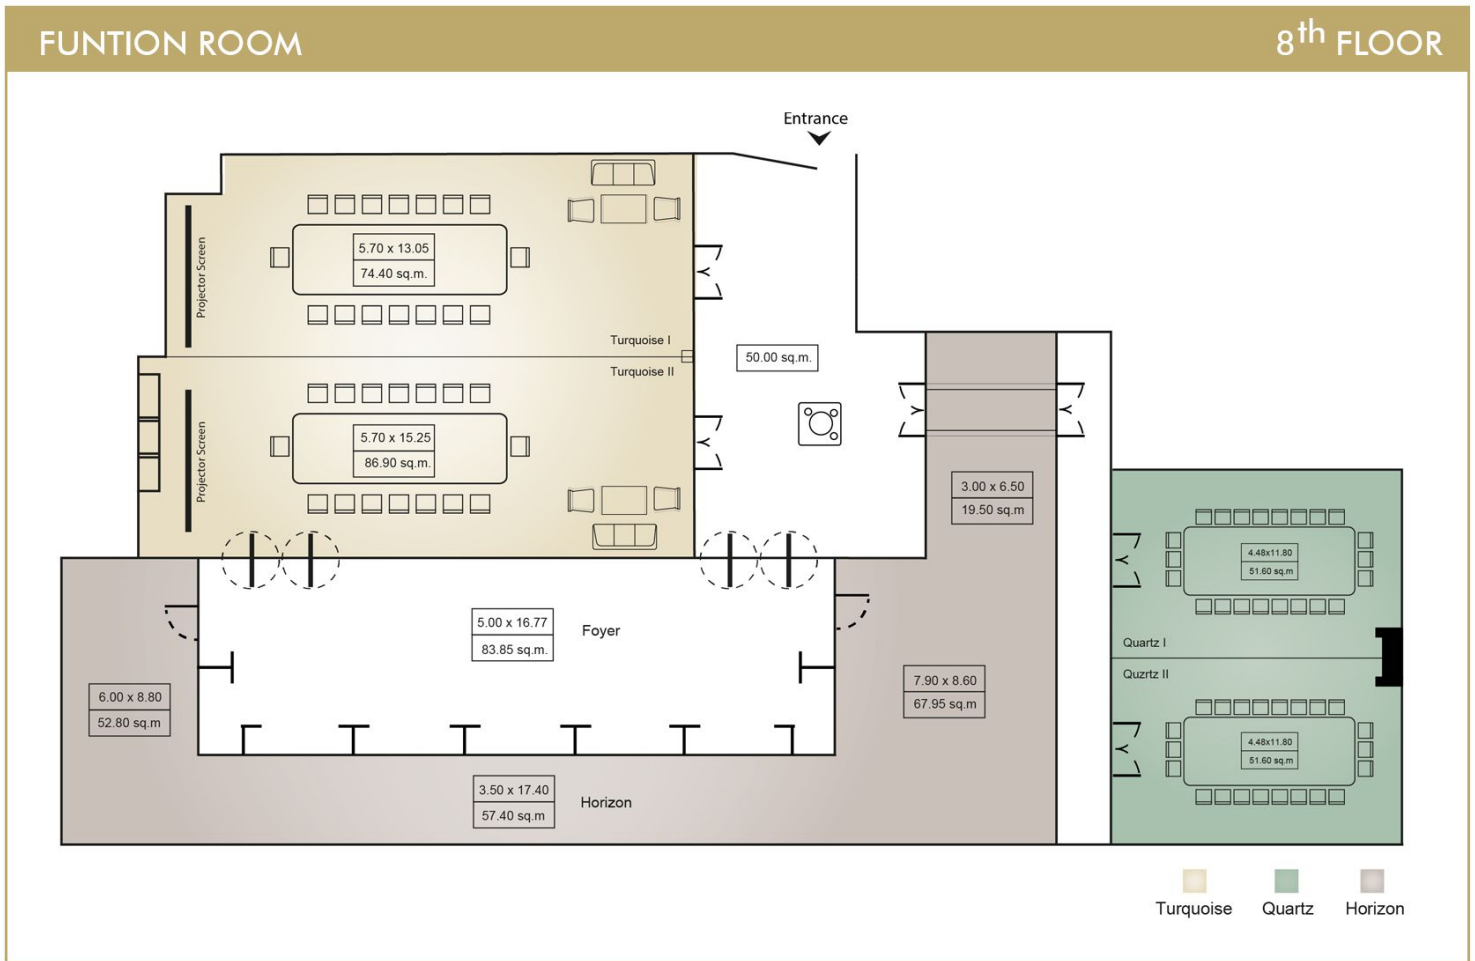 FUNTION ROOM
8th FLOOR
Entrance
Projector Screen
5.70 x 13.05
74.40 sq.m.
Turquoise I
Turquoise II
50.00 sq.m.
Projector Screen
5.70 x 15.25
86.90 sq.m.
3.00 x 6.50
19.50 sq.m
4.48x11.80
51.60 sq.m
5.00 x 16.77
83.85 sq.m.
Foyer
Quartz I
Quzrtz II
6.00 x 8.80
52.80 sq.m
7.90 x 8.60
67.95 sq.m
4.48x11.80
51.60 sq.m
3.50 x 17.40
57.40 sq.m
Horizon
Turquoise
Quartz
Horizon